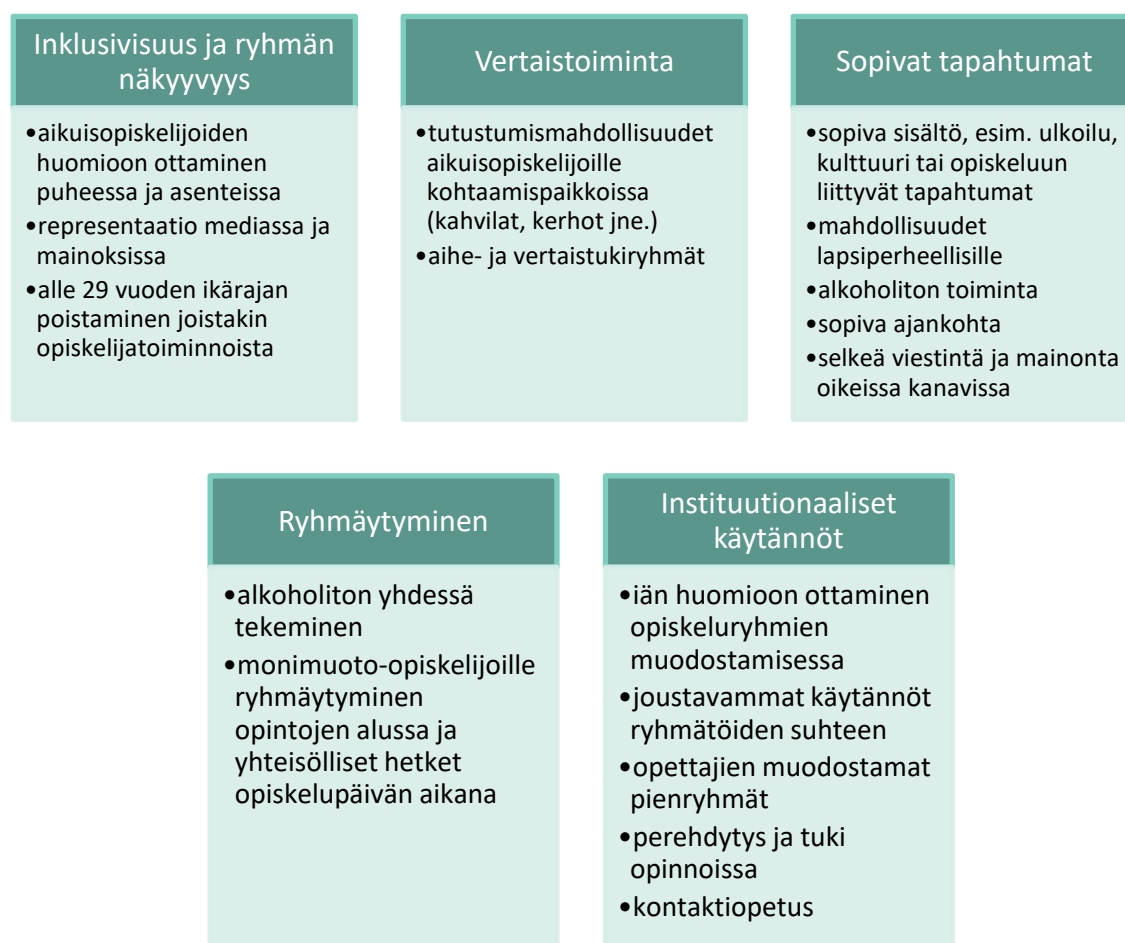 Inklusivisuus ja ryhmän
näkyyvyys
•aikuisopiskelijoiden
huomioon ottaminen
puheessa ja asenteissa
•representaatio mediassa ja
mainoksissa
•alle 29 vuoden ikärajan
poistaminen joistakin
opiskelijatoiminnoista
Vertaistoiminta
•tutustumismahdollisuudet
aikuisopiskelijoille
kohtaamispaikkoissa
(kahvilat, kerhot jne.)
•aihe- ja vertaistukiryhmät
Sopivat tapahtumat
•sopiva sisältö, esim. ulkoilu,
kulttuuri tai opiskeluun
liittyvät tapahtumat
•mahdollisuudet
lapsiperheellisille
•alkoholiton toiminta
•sopiva ajankohta
•selkeä viestintä ja mainonta
oikeissa kanavissa
Ryhmäytyminen
•alkoholiton yhdessä
tekeminen
•monimuoto-opiskelijoille
ryhmäytyminen
opintojen alussa ja
yhteisölliset hetket
opiskelupäivän aikana
Instituutionaaliset
käytännöt
•iän huomioon ottaminen
opiskeluryhmien
muodostamisessa
•joustavammat käytännöt
ryhmätöiden suhteen
•opettajien muodostamat
pienryhmät
•perehdytys ja tuki
opinnoissa
•kontaktiopetus